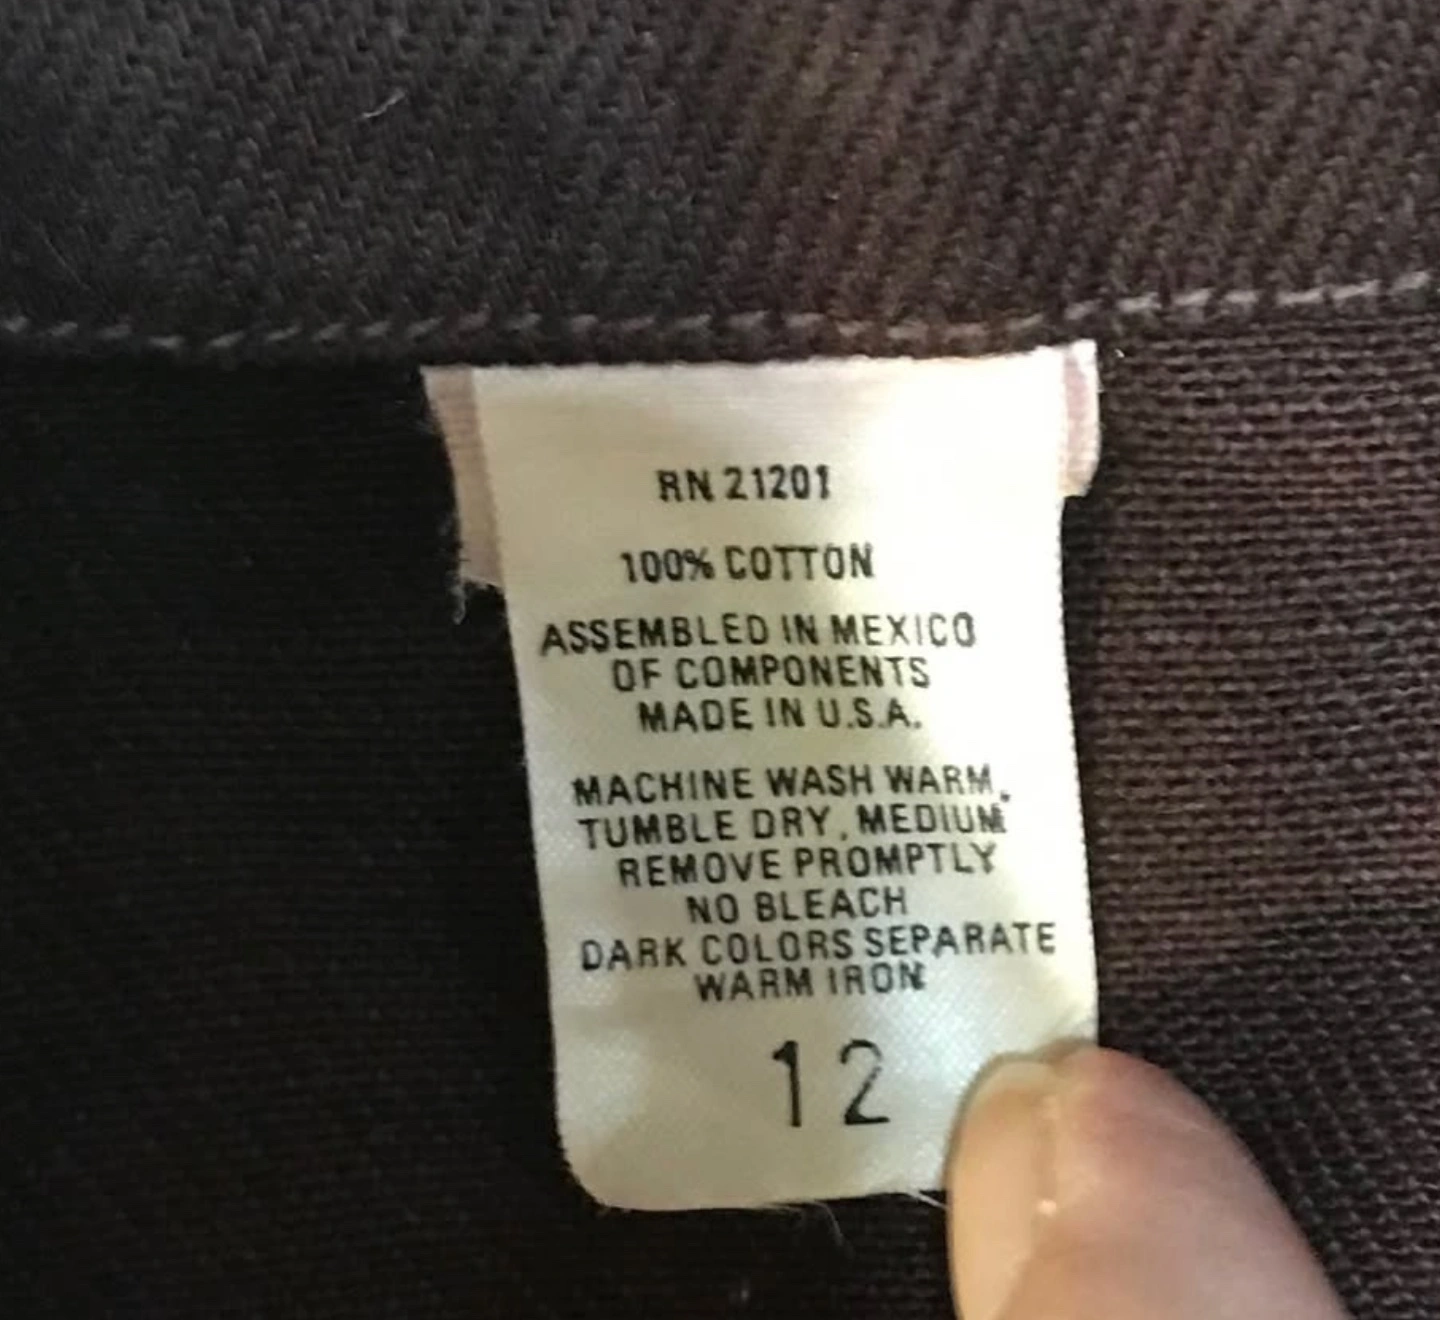 RN 21201
100% COTTON
ASSEMBLED IN MEXICO
OF COMPONENTS
MADE IN U.S.A.
MACHINE WASH WARM,
TUMBLE DRY, MEDIUM
REMOVE PROMPTLY
NO BLEACH
DARK COLORS SEPARATE
WARM IRON
12